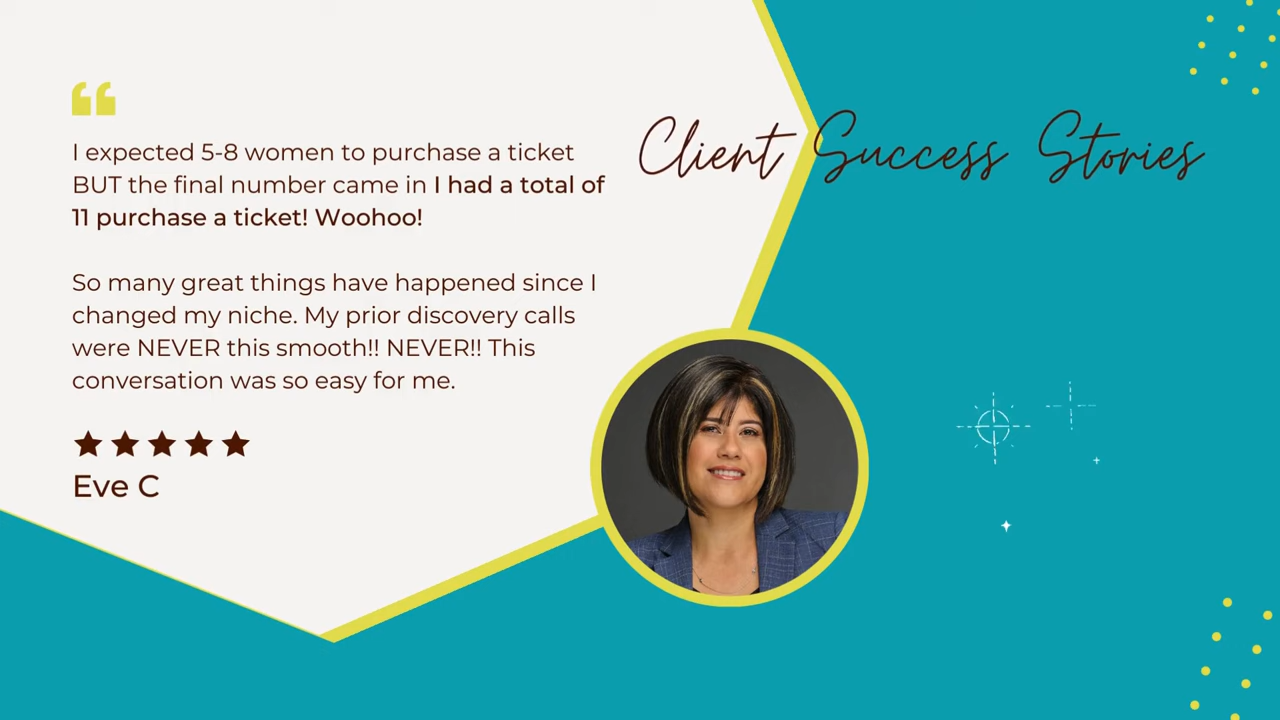 Client Success Stories
I expected 5-8 women to purchase a ticket
BUT the final number came in I had a total of
11 purchase a ticket! Woohoo!
So many great things have happened since I
changed my niche. My prior discovery calls
were NEVER this smooth!! NEVER!! This
conversation was so easy for me.
Eve C